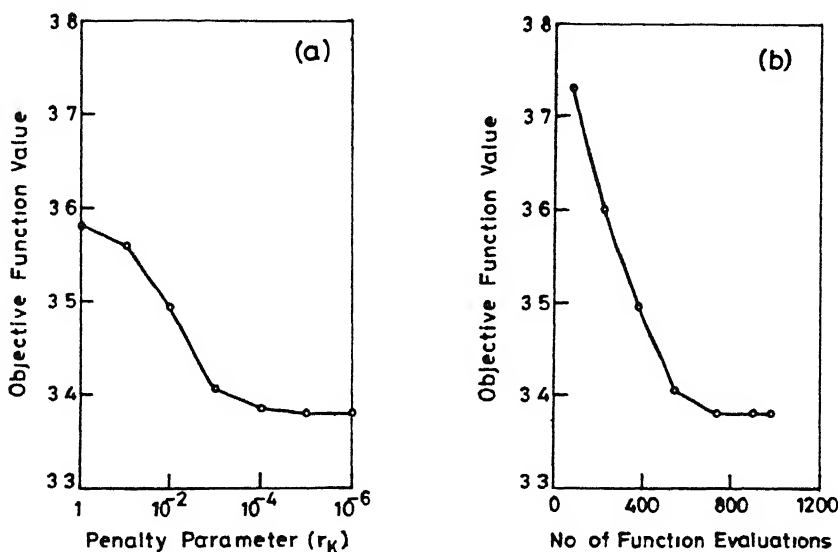 (a)
3 8
3 7
3 6
3 5
3 4
3 3
Objective Function Value
1 10^-2 10^-4 10^-6
Penalty Parameter (r_K)
(b)
3 8
3 7
3 6
3 5
3 4
3 3
Objective Function Value
0 400 800 1200
No of Function Evaluations